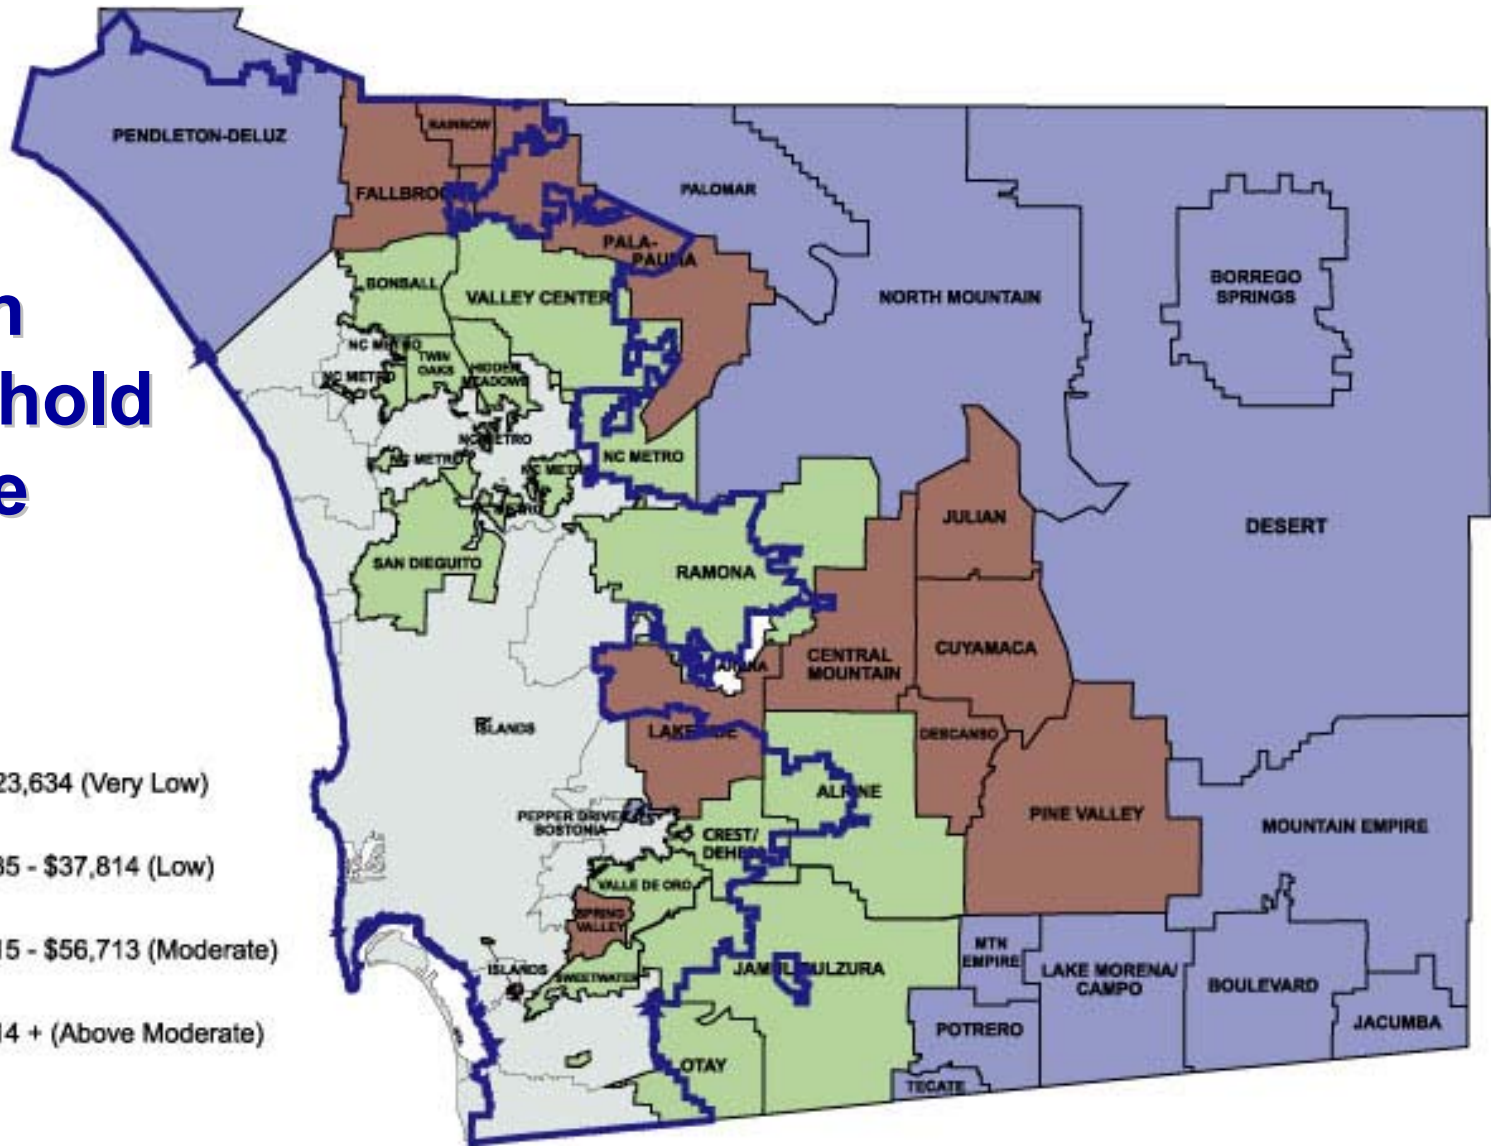 n
hold
e
23,634 (Very Low)
35 - $37,814 (Low)
15 - $56,713 (Moderate)
14 + (Above Moderate)
PENDLETON-DELUZ
RAINBOW
FALLBROO
PALOMAR
PALA-
PAUMA
BONSALL
VALLEY CENTER
NORTH MOUNTAIN
BORREGO
SPRINGS
NC METRO
TWIN
OAKS
HIDDEN
MEADOWS
NC METRO
NC METRO
NC METRO
NC METRO
NC METRO
NC METRO
JULIAN
DESERT
SAN DIEGUITO
RAMONA
CUYAMACA
CENTRAL
MOUNTAIN
ISLANDS
LAKESIDE
DESCANSO
ALPINE
PINE VALLEY
PEPPER DRIVE
BOSTONIA
CREST/
DEHESA
MOUNTAIN EMPIRE
VALLE DE ORO
SPRING
VALLEY
ISLANDS
SWEETWATER
JAMUL DULZURA
MTN
EMPIRE
LAKE MORENA/
CAMPO
BOULEVARD
POTRERO
JACUMBA
OTAY
TECATE